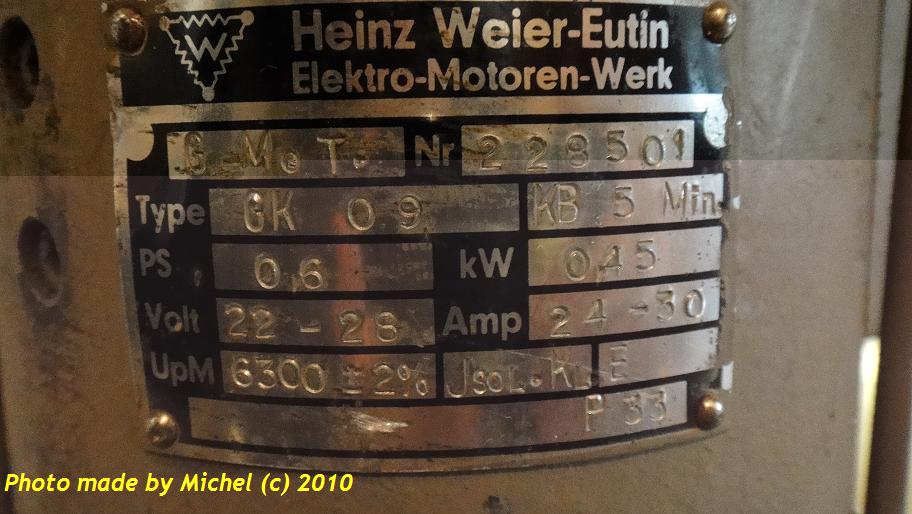 W
Heinz Weier-Eutin
Elektro-Motoren-Werk
G.M.T. Nr 228501
Type GK 09 KB 5 Min.
PS 0,6 kW 0,45
Volt 22-28 Amp 24-30
UpM 6300 ±2% Jsol.Kl. E
P 33
Photo made by Michel (c) 2010